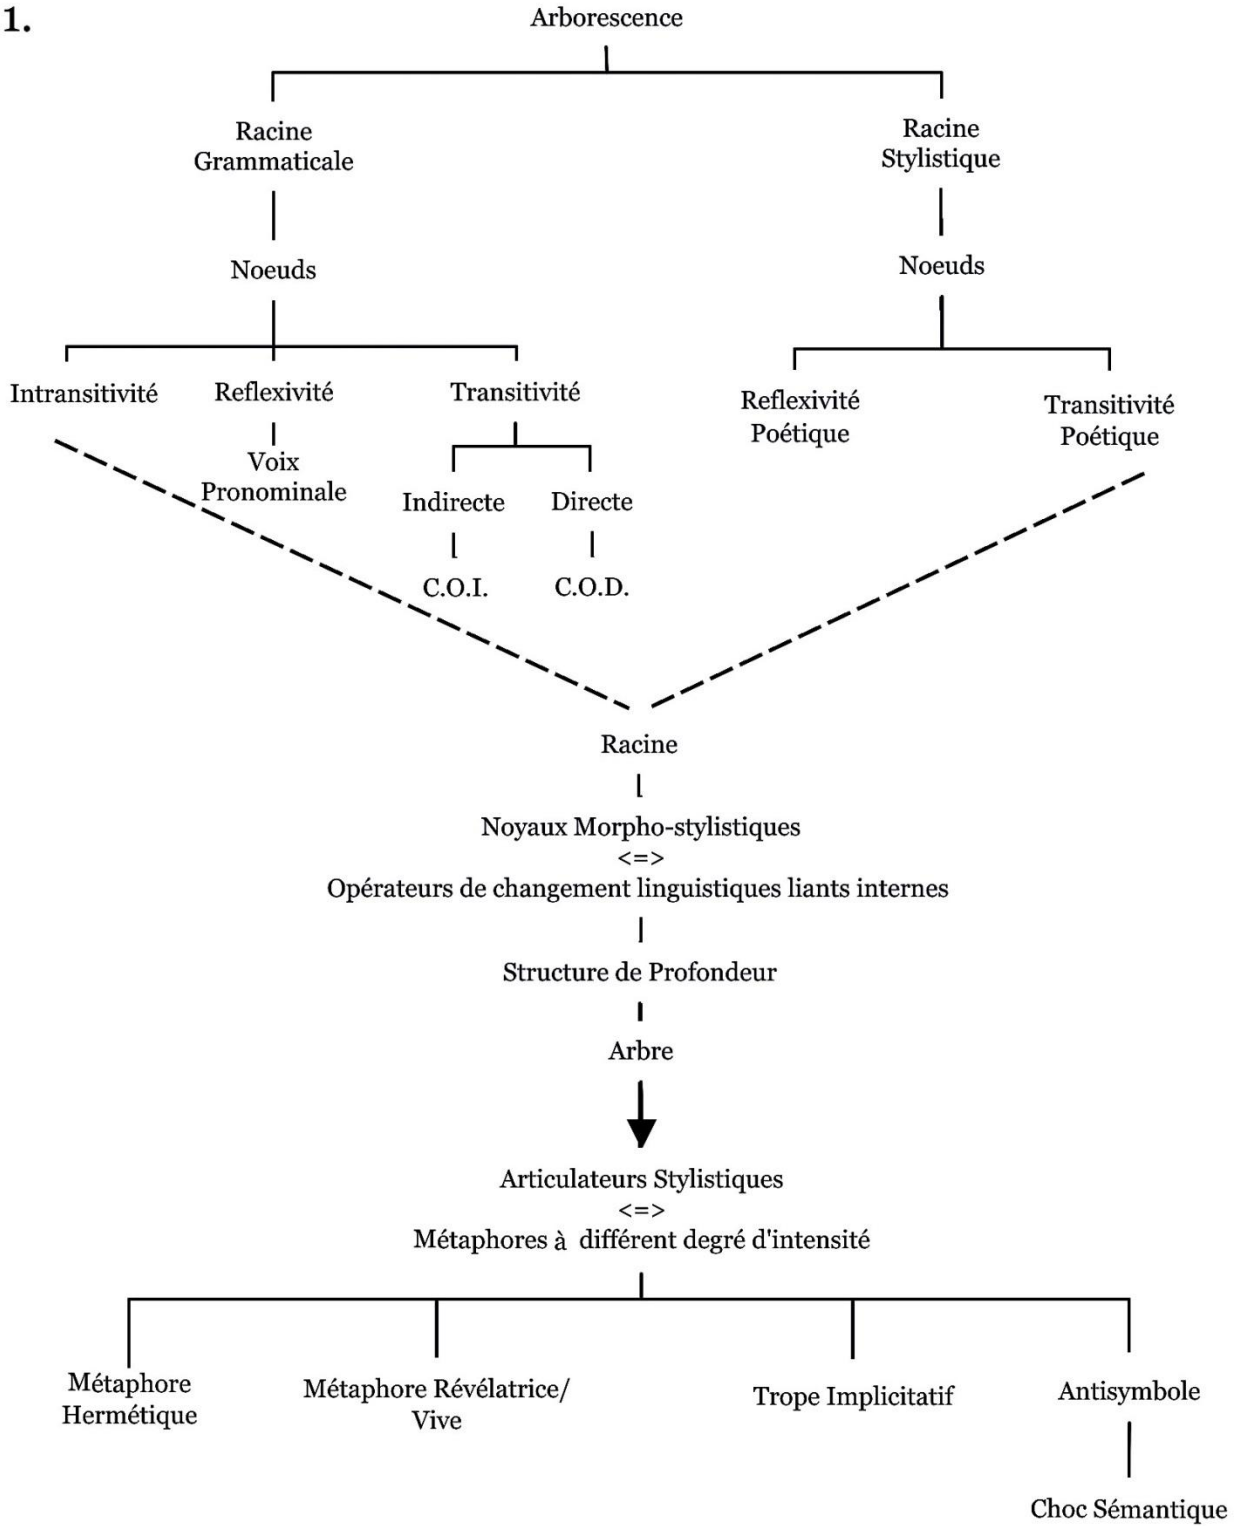 1.
Arborescence
Racine
Grammaticale
Racine
Stylistique
Noeuds
Noeuds
Intransitivité
Reflexivité
Transitivité
Reflexivité
Poétique
Transitivité
Poétique
Voix
Pronominale
Indirecte
Directe
C.O.I.
C.O.D.
Racine
Noyaux Morpho-stylistiques
<=>
Opérateurs de changement linguistiques liants internes
Structure de Profondeur
Arbre
Articulateurs Stylistiques
<=>
Métaphores à différent degré d'intensité
Métaphore
Hermétique
Métaphore Révélatrice/
Vive
Trope Implicitatif
Antisymbole
Choc Sémantique